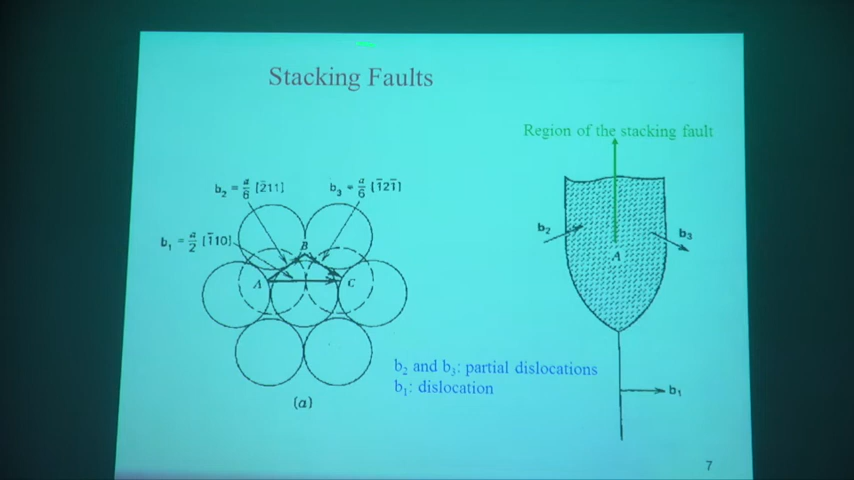 Stacking Faults
Region of the stacking fault
b₂ = a/6 [2̄11]
b₃ = a/6 [1̄21̄]
b₁ = a/2 [1̄10]
B
A
C
b₂
b₃
A
b₂ and b₃: partial dislocations
b₁: dislocation
b₁
(a)
7